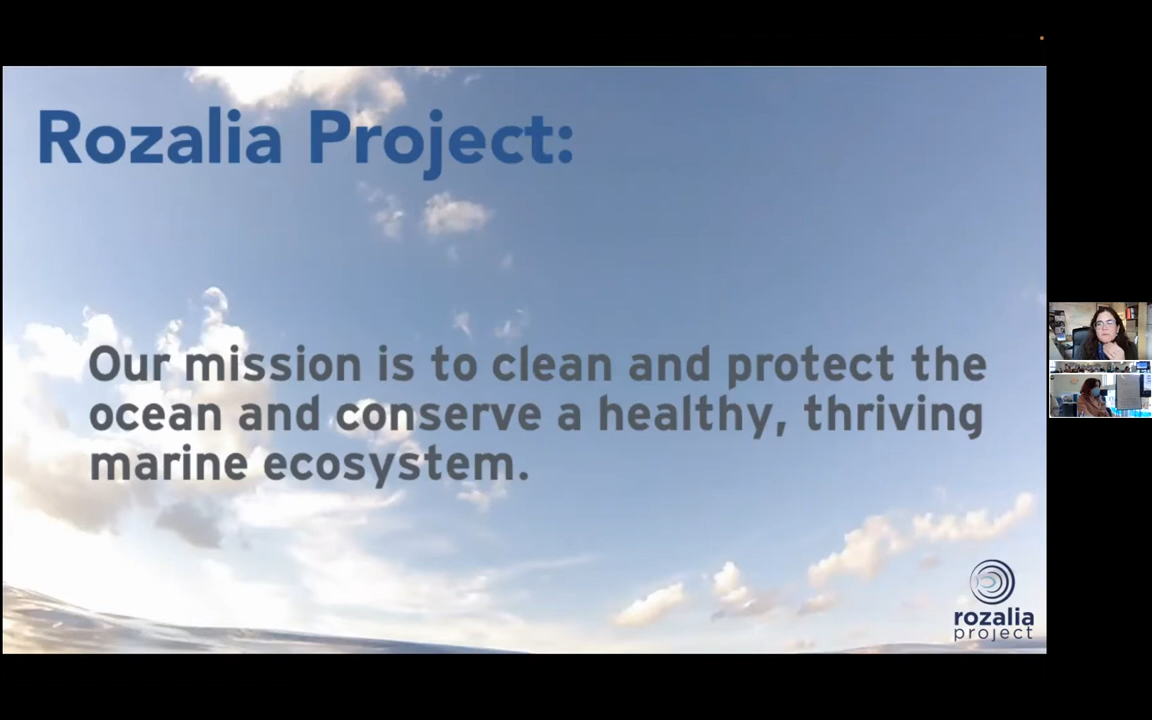 Rozalia Project:
Our mission is to clean and protect the
ocean and conserve a healthy, thriving
marine ecosystem.
rozalia
project